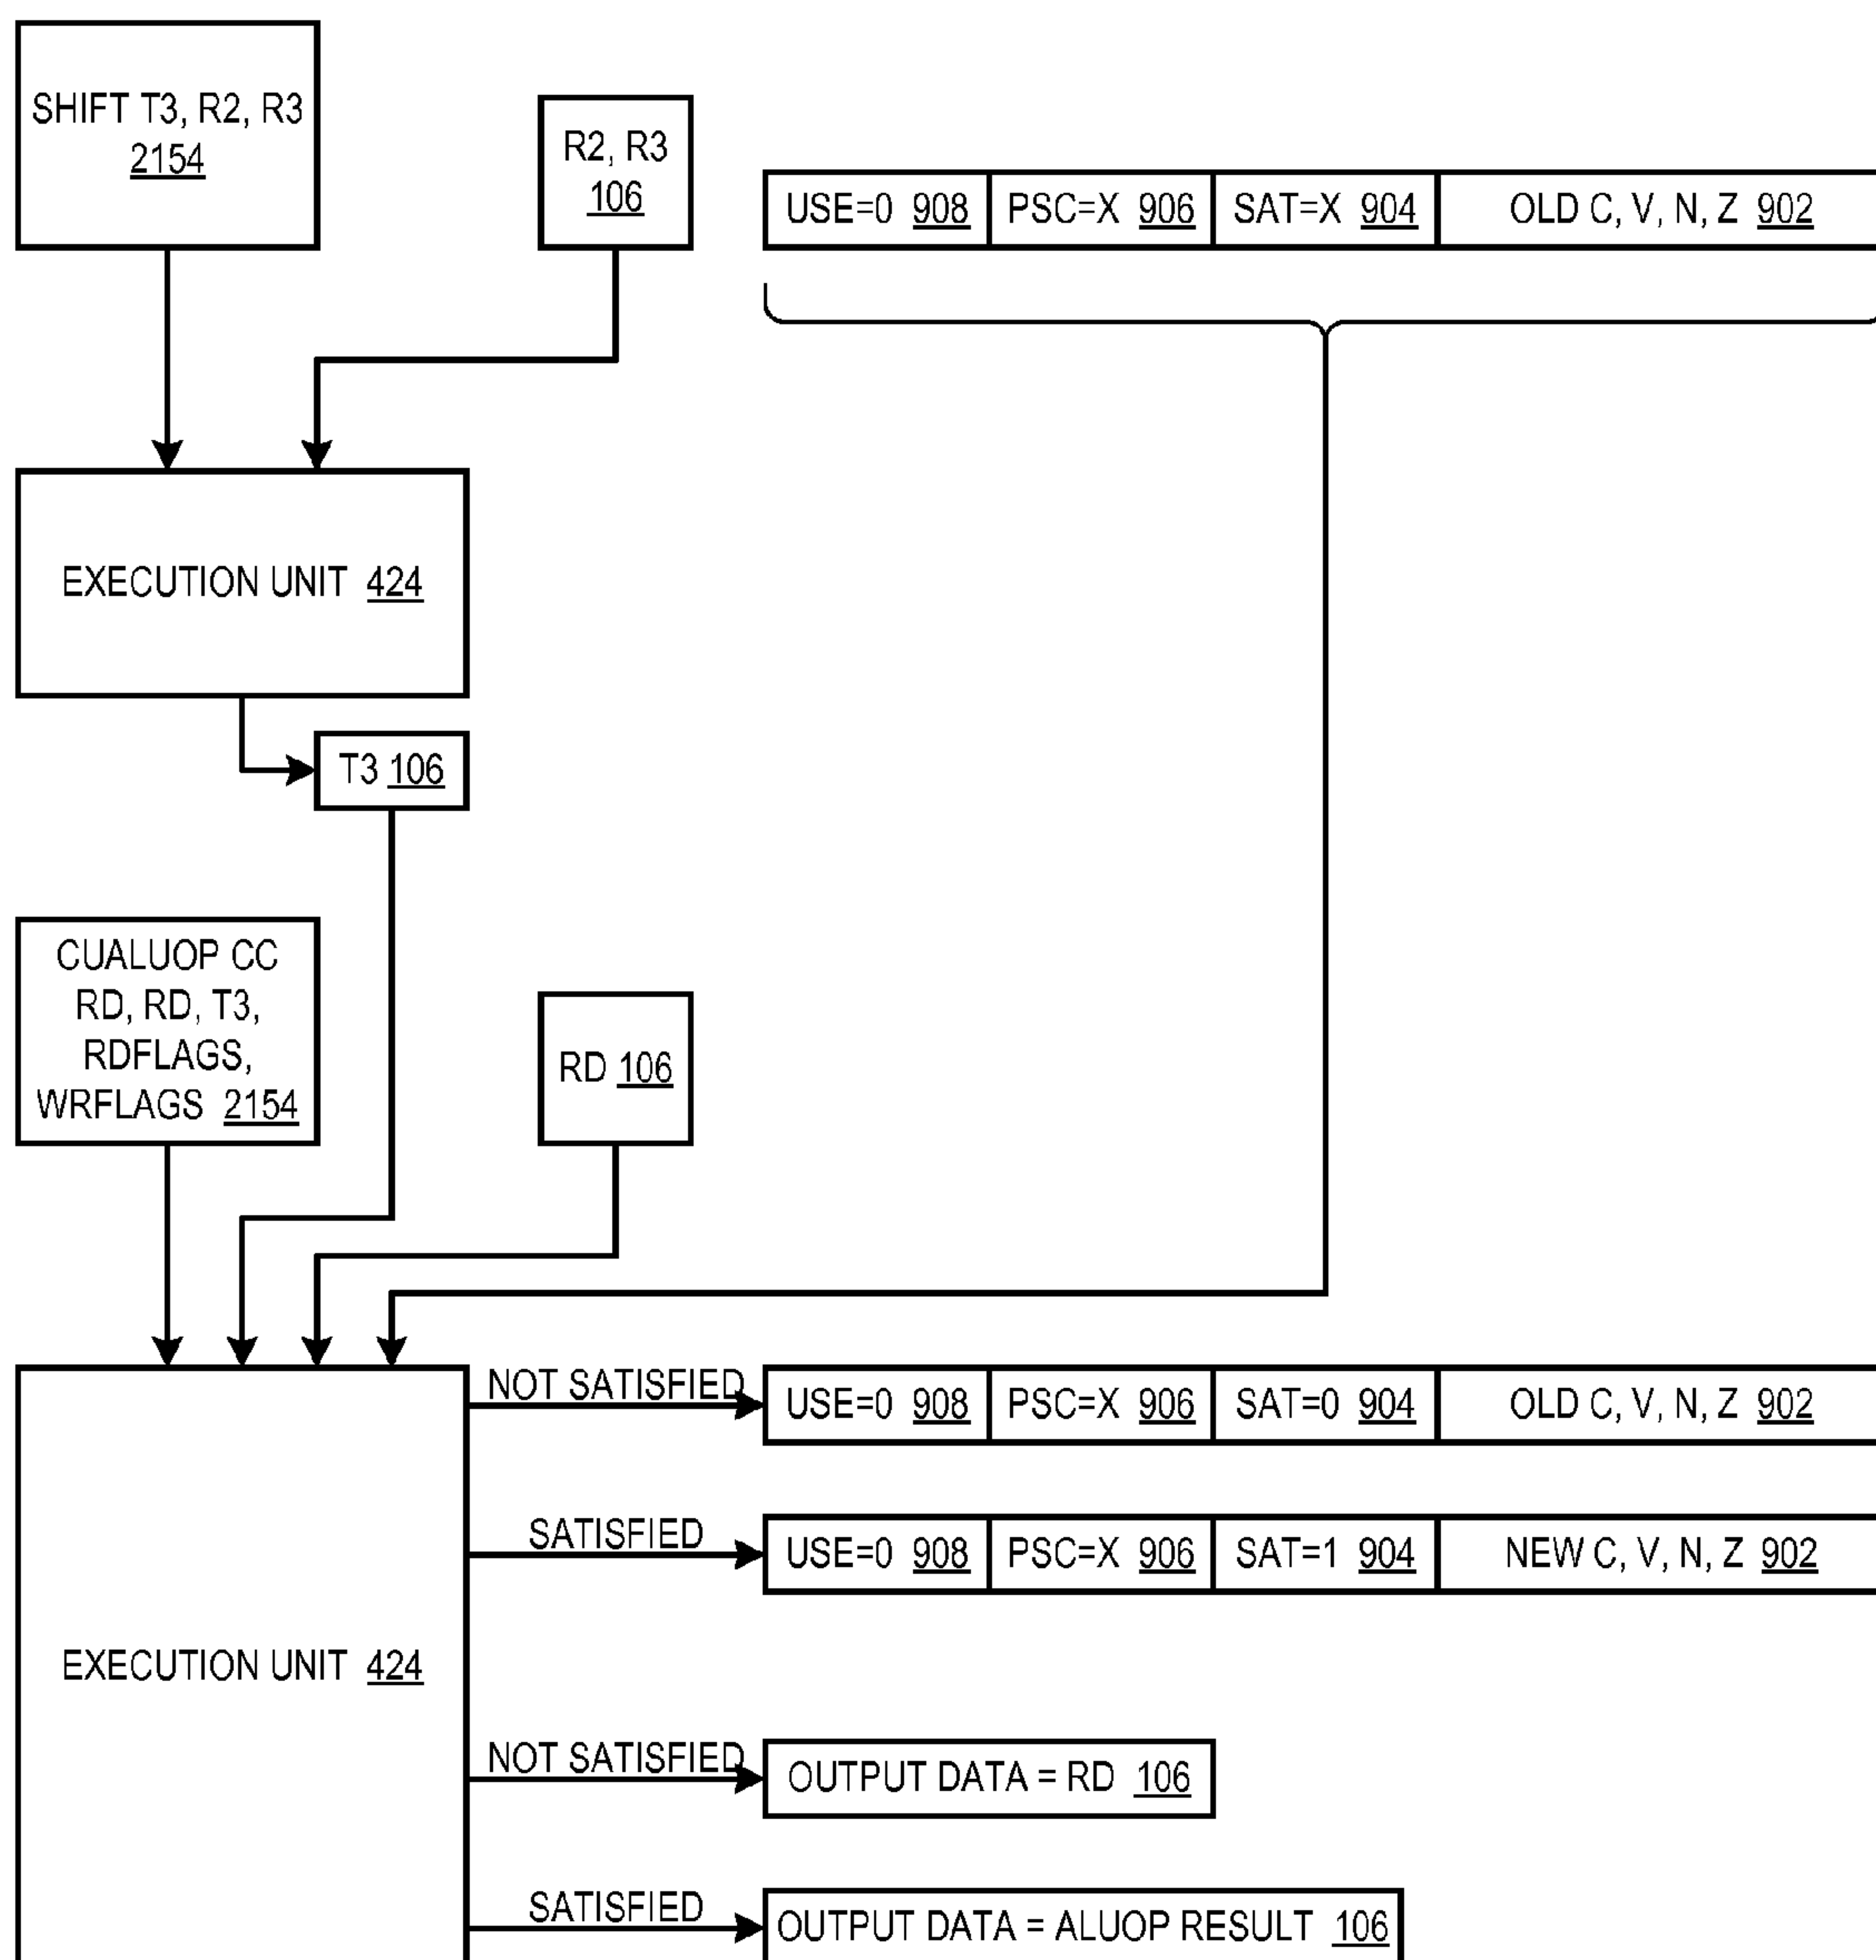 SHIFT T3, R2, R3
2154
R2, R3
106
USE=0 908
PSC=X 906
SAT=X 904
OLD C, V, N, Z 902
EXECUTION UNIT 424
T3 106
CUALUOP CC
RD, RD, T3,
RDFLAGS,
WRFLAGS 2154
RD 106
NOT SATISFIED
USE=0 908
PSC=X 906
SAT=0 904
OLD C, V, N, Z 902
SATISFIED
USE=0 908
PSC=X 906
SAT=1 904
NEW C, V, N, Z 902
EXECUTION UNIT 424
NOT SATISFIED
OUTPUT DATA = RD 106
SATISFIED
OUTPUT DATA = ALUOP RESULT 106